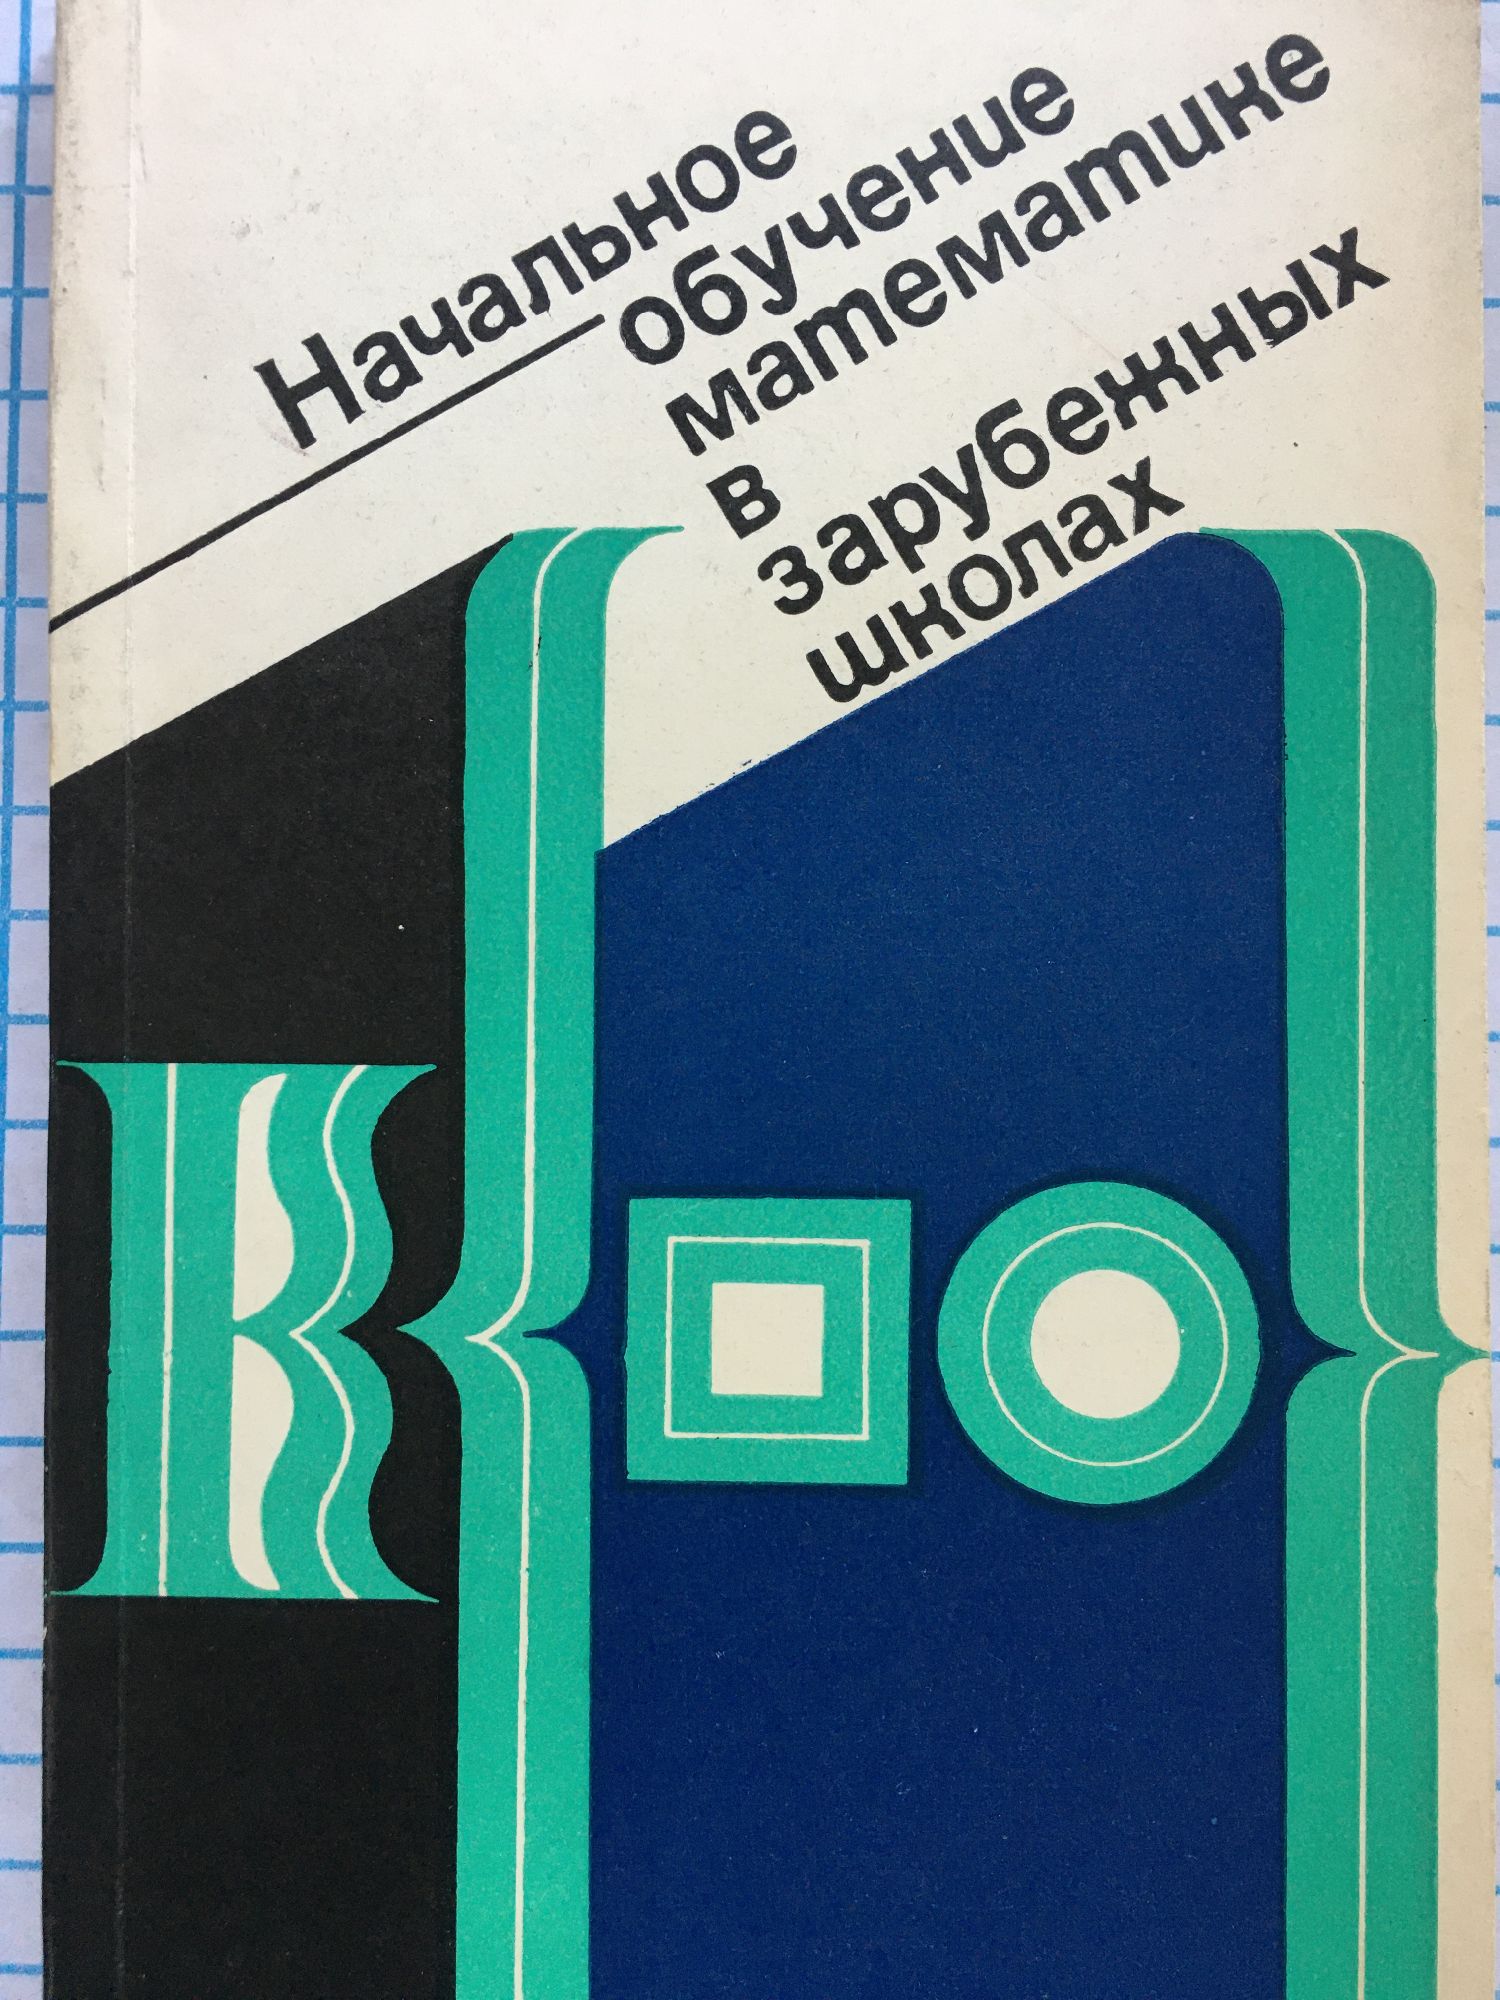 Начальное
обучение
математике
в
зарубежных
школах
К